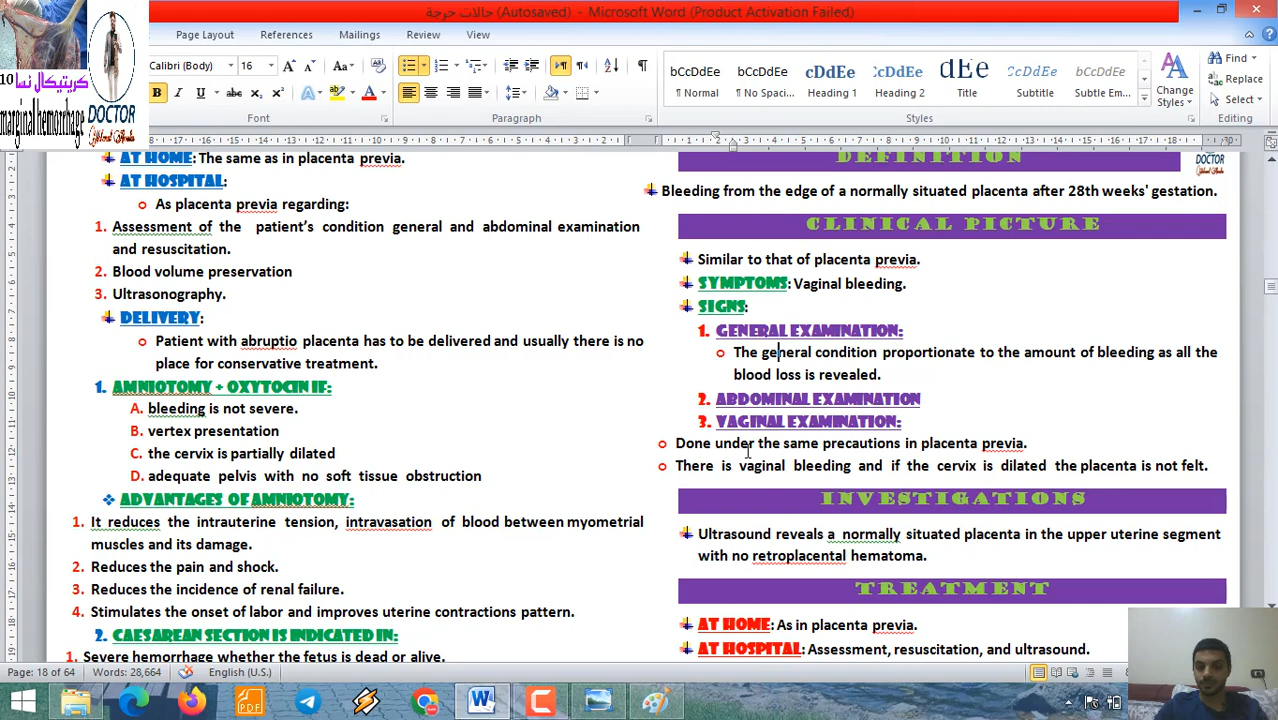 حالات حرجة (Autosaved) - Microsoft Word (Product Activation Failed)
Page Layout
References
Mailings
Review
View
Calibri (Body)
16
Aa
Find
Replace
Select
Editing
Change
Styles
Font
Paragraph
Styles
AaBbCcDdEe
¶ Normal
¶ No Spaci...
Heading 1
Heading 2
Title
Subtitle
Subtle Em...
10 كريتيكال نسا
marginal hemorrhage
DOCTOR
AT HOME: The same as in placenta previa.
AT HOSPITAL:
As placenta previa regarding:
1. Assessment of the patient's condition general and abdominal examination
and resuscitation.
2. Blood volume preservation
3. Ultrasonography.
DELIVERY:
Patient with abruptio placenta has to be delivered and usually there is no
place for conservative treatment.
1. AMNIOTOMY + OXYTOCIN IF:
A. bleeding is not severe.
B. vertex presentation
C. the cervix is partially dilated
D. adequate pelvis with no soft tissue obstruction
ADVANTAGES OF AMNIOTOMY:
1. It reduces the intrauterine tension, intravasation of blood between myometrial
muscles and its damage.
2. Reduces the pain and shock.
3. Reduces the incidence of renal failure.
4. Stimulates the onset of labor and improves uterine contractions pattern.
2. CAESAREAN SECTION IS INDICATED IN:
1. Severe hemorrhage whether the fetus is dead or alive.
DEFINITION
DOCTOR
Bleeding from the edge of a normally situated placenta after 28th weeks' gestation.
CLINICAL PICTURE
Similar to that of placenta previa.
SYMPTOMS: Vaginal bleeding.
SIGNS:
1. GENERAL EXAMINATION:
The general condition proportionate to the amount of bleeding as all the
blood loss is revealed.
2. ABDOMINAL EXAMINATION
3. VAGINAL EXAMINATION:
Done under the same precautions in placenta previa.
There is vaginal bleeding and if the cervix is dilated the placenta is not felt.
INVESTIGATIONS
Ultrasound reveals a normally situated placenta in the upper uterine segment
with no retroplacental hematoma.
TREATMENT
AT HOME: As in placenta previa.
AT HOSPITAL: Assessment, resuscitation, and ultrasound.
Page: 18 of 64
Words: 28,664
English (U.S.)